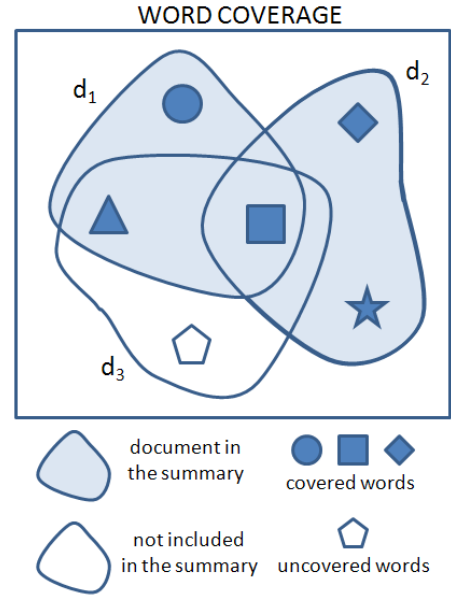 WORD COVERAGE
d1
d2
d3
document in
the summary
covered words
not included
in the summary
uncovered words